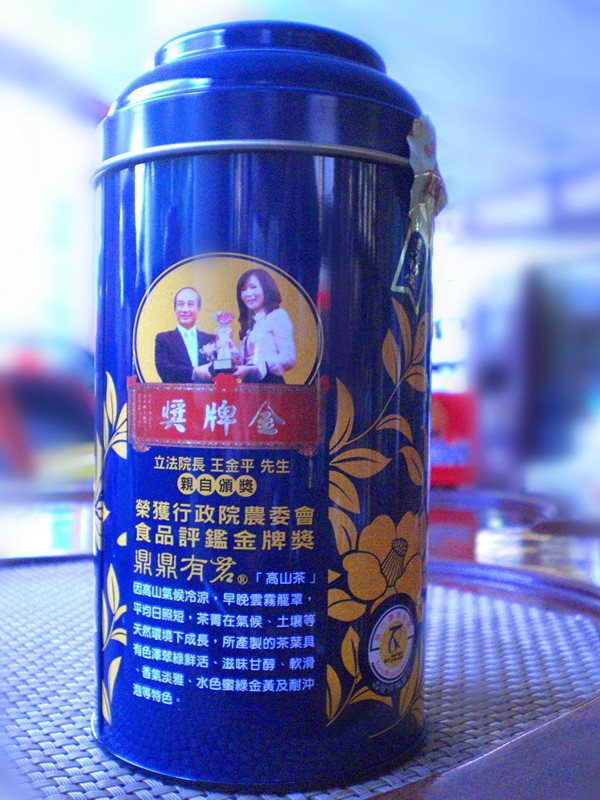 獎牌金
立法院長 王金平 先生
親自頒獎
榮獲行政院農委會
食品評鑑金牌獎
鼎鼎有茗® 「高山茶」
因高山氣候冷涼，早晚雲霧籠罩，
平均日照短，茶菁在氣候、土壤等
天然環境下成長，所產製的茶葉具
有色澤翠綠鮮活、滋味甘醇、軟滑
、香氣淡雅、水色蜜綠金黃及耐沖
泡等特色。